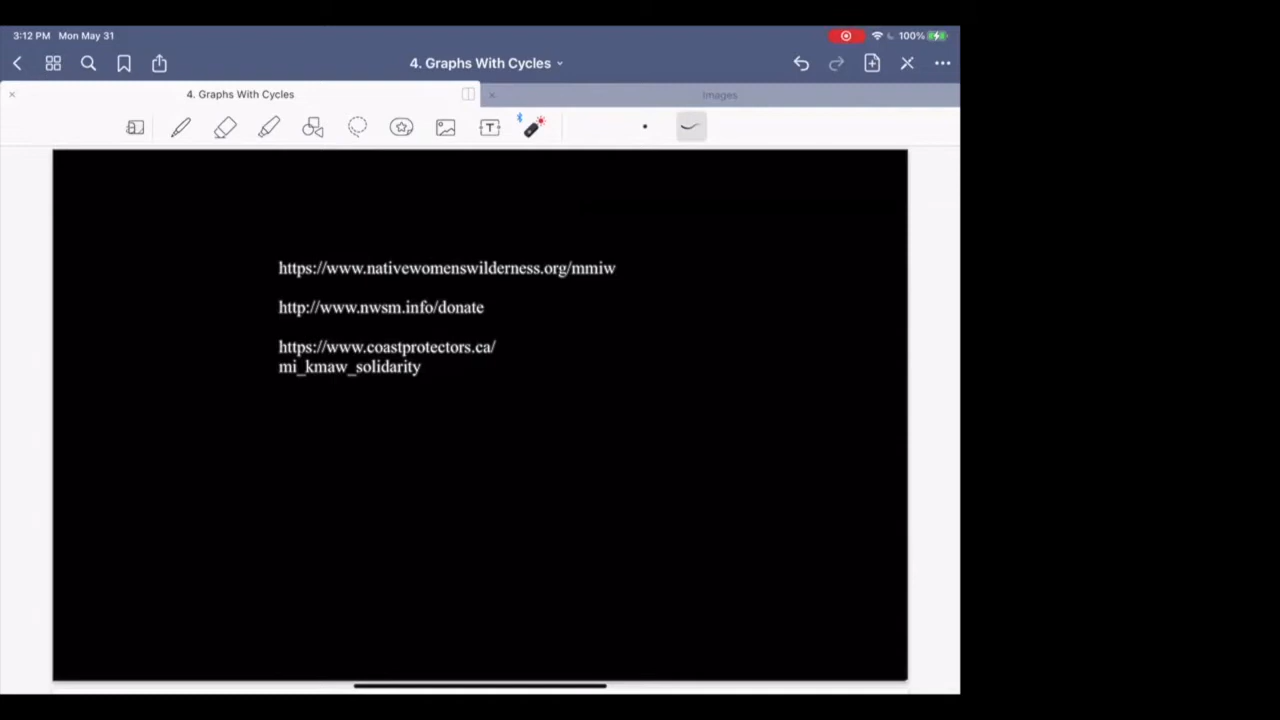 3:12 PM Mon May 31
100%
4. Graphs With Cycles
4. Graphs With Cycles
Images
T
https://www.nativewomenswilderness.org/mmiw
http://www.nwsm.info/donate
https://www.coastprotectors.ca/
mi_kmaw_solidarity